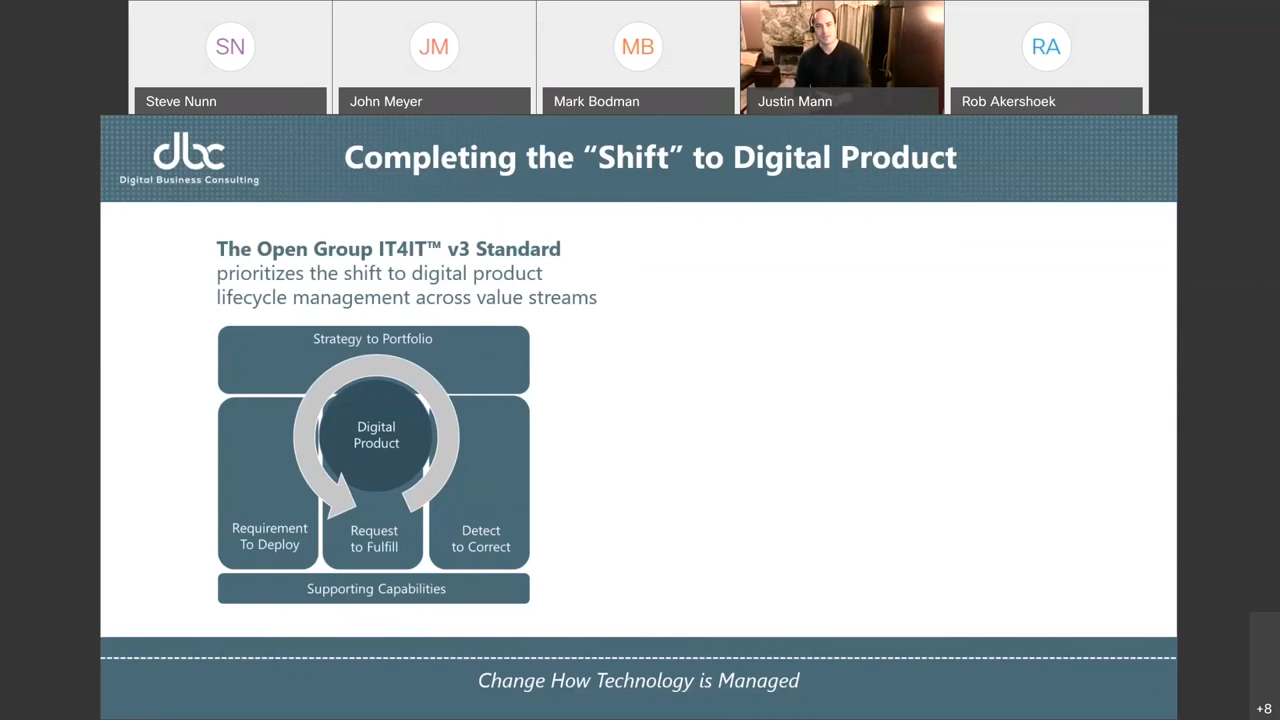 SN
JM
MB
RA
Steve Nunn
John Meyer
Mark Bodman
Justin Mann
Rob Akershoek
dbc
Digital Business Consulting
Completing the “Shift” to Digital Product
The Open Group IT4IT™ v3 Standard
prioritizes the shift to digital product
lifecycle management across value streams
Strategy to Portfolio
Digital
Product
Requirement
To Deploy
Request
to Fulfill
Detect
to Correct
Supporting Capabilities
Change How Technology is Managed
+8